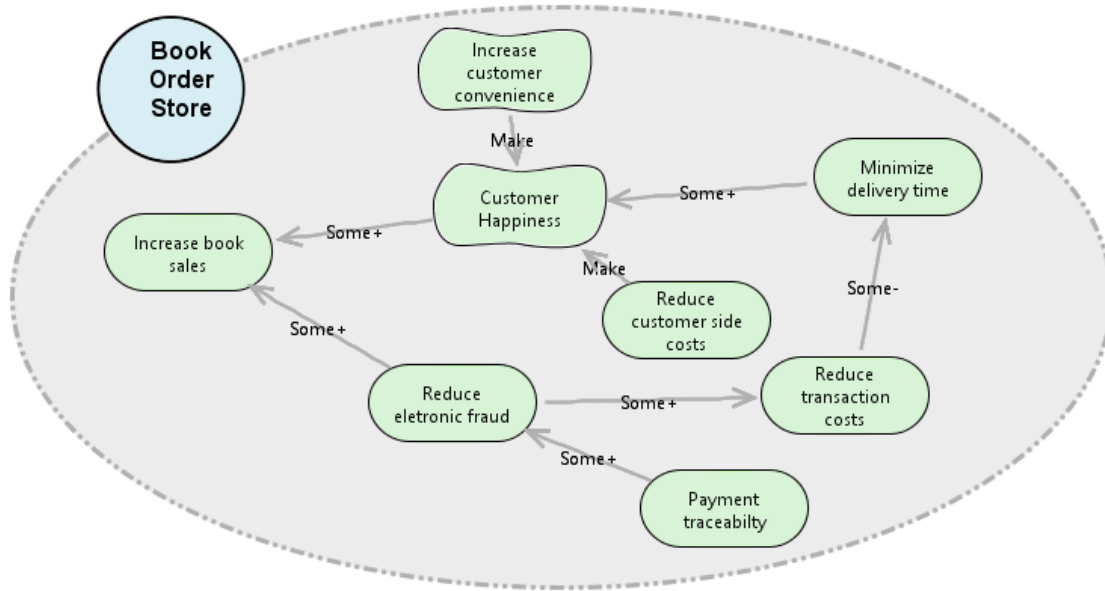 Book
Order
Store
Increase
customer
convenience
Make
Customer
Happiness
Some+
Minimize
delivery time
Some+
Increase book
sales
Make
Reduce
customer side
costs
Some-
Some+
Reduce
eletronic fraud
Some+
Reduce
transaction
costs
Some+
Payment
traceabilty